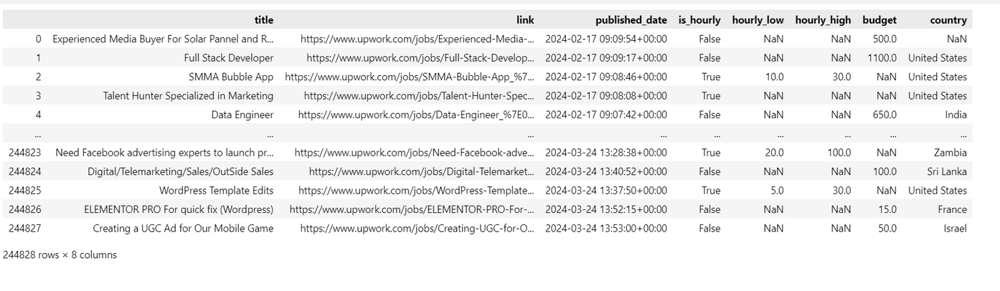 title link published_date is_hourly hourly_low hourly_high budget country
0 Experienced Media Buyer For Solar Pannel and R... https://www.upwork.com/jobs/Experienced-Media-... 2024-02-17 09:09:54+00:00 False NaN NaN 500.0 NaN
1 Full Stack Developer https://www.upwork.com/jobs/Full-Stack-Develop... 2024-02-17 09:09:17+00:00 False NaN NaN 1100.0 United States
2 SMMA Bubble App https://www.upwork.com/jobs/SMMA-Bubble-App_%7... 2024-02-17 09:08:46+00:00 True 10.0 30.0 NaN United States
3 Talent Hunter Specialized in Marketing https://www.upwork.com/jobs/Talent-Hunter-Spec... 2024-02-17 09:08:08+00:00 True NaN NaN NaN United States
4 Data Engineer https://www.upwork.com/jobs/Data-Engineer_%7E0... 2024-02-17 09:07:42+00:00 False NaN NaN 650.0 India
... ... ... ... ... ... ... ... ...
244823 Need Facebook advertising experts to launch pr... https://www.upwork.com/jobs/Need-Facebook-adve... 2024-03-24 13:28:38+00:00 True 20.0 100.0 NaN Zambia
244824 Digital/Telemarketing/Sales/OutSide Sales https://www.upwork.com/jobs/Digital-Telemarket... 2024-03-24 13:40:52+00:00 False NaN NaN 100.0 Sri Lanka
244825 WordPress Template Edits https://www.upwork.com/jobs/WordPress-Template... 2024-03-24 13:37:50+00:00 True 5.0 30.0 NaN United States
244826 ELEMENTOR PRO For quick fix (Wordpress) https://www.upwork.com/jobs/ELEMENTOR-PRO-For-... 2024-03-24 13:52:15+00:00 False NaN NaN 15.0 France
244827 Creating a UGC Ad for Our Mobile Game https://www.upwork.com/jobs/Creating-UGC-for-O... 2024-03-24 13:53:00+00:00 False NaN NaN 50.0 Israel
244828 rows × 8 columns